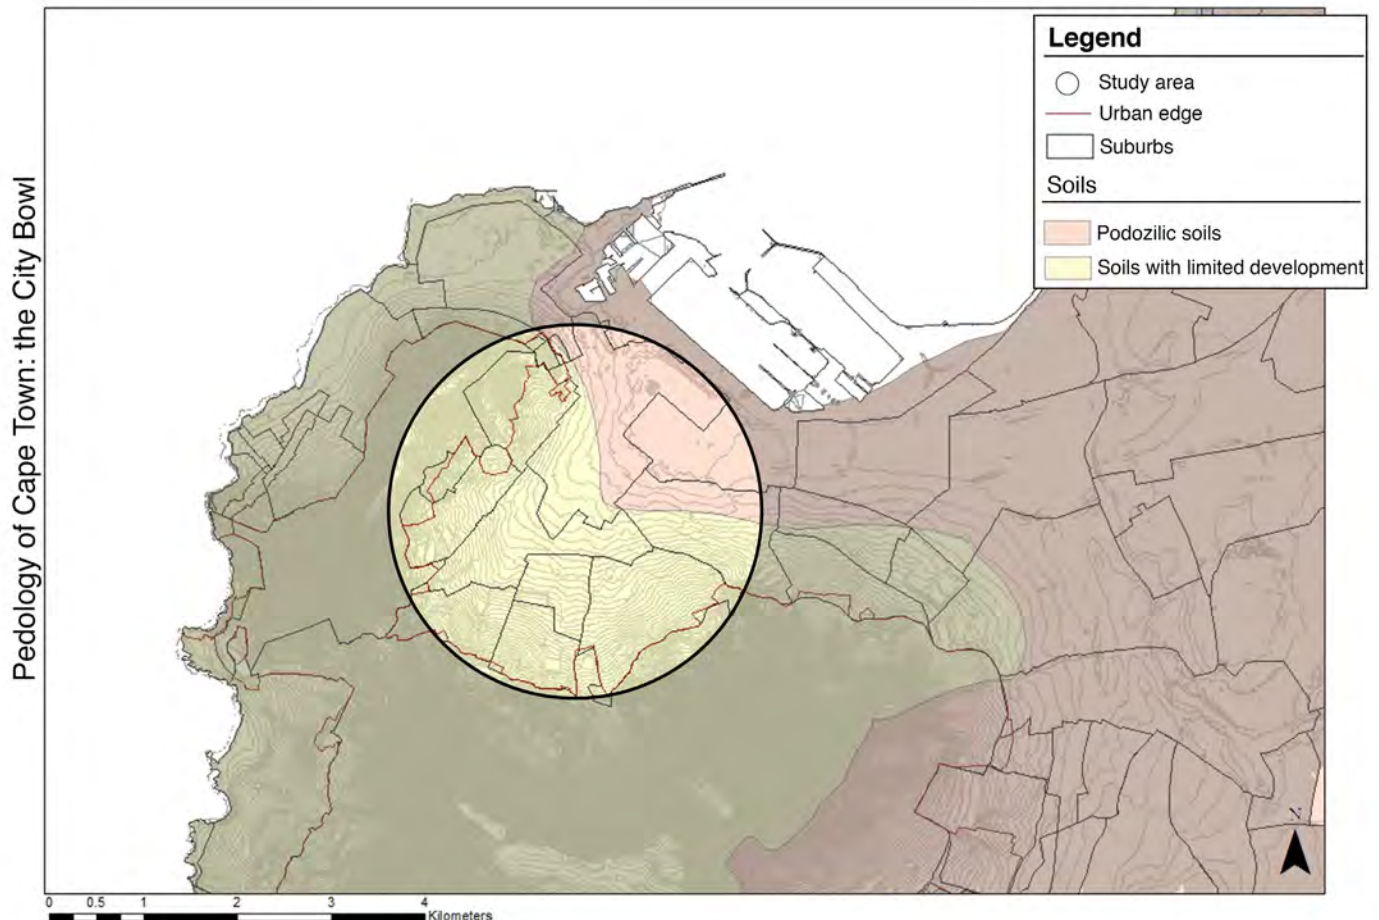 Pedology of Cape Town: the City Bowl
Legend
Study area
Urban edge
Suburbs
Soils
Podozilic soils
Soils with limited development
N
0 0.5 1 2 3 4
Kilometers